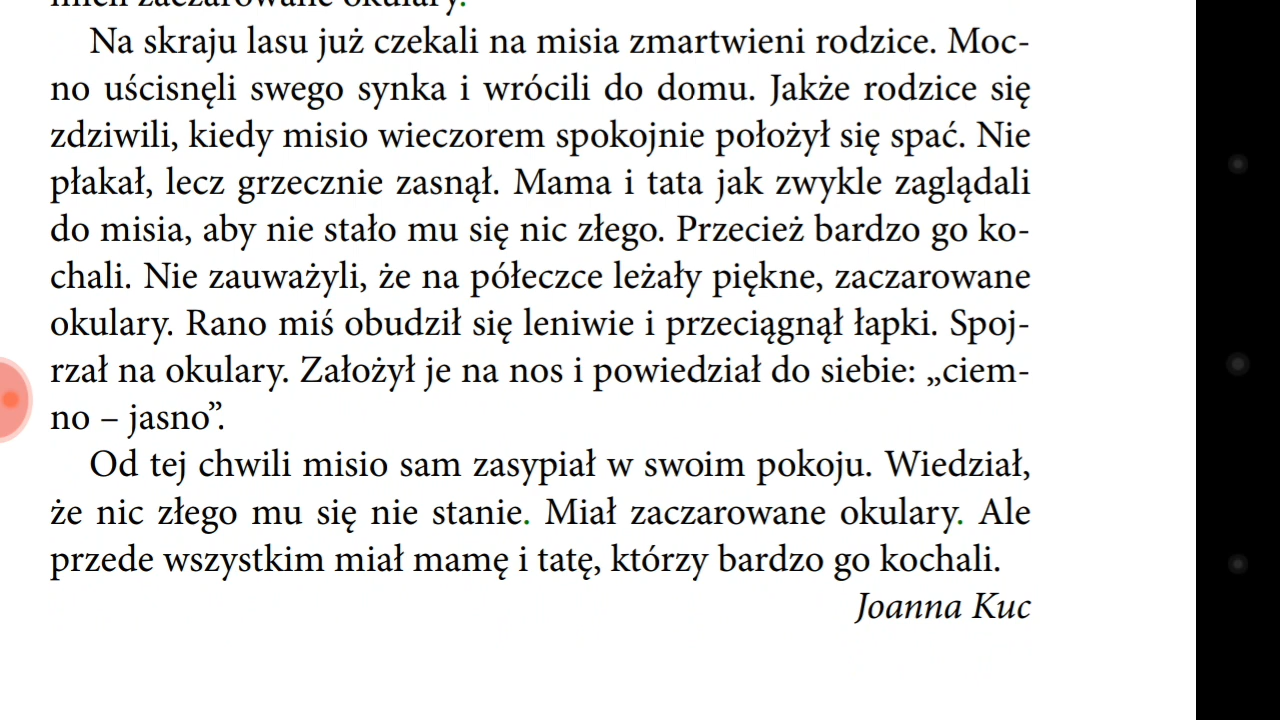 mieli zaczarowane okulary.
Na skraju lasu już czekali na misia zmartwieni rodzice. Moc-
no uścisnęli swego synka i wrócili do domu. Jakże rodzice się
zdziwili, kiedy misio wieczorem spokojnie położył się spać. Nie
płakał, lecz grzecznie zasnął. Mama i tata jak zwykle zaglądali
do misia, aby nie stało mu się nic złego. Przecież bardzo go ko-
chali. Nie zauważyli, że na półeczce leżały piękne, zaczarowane
okulary. Rano miś obudził się leniwie i przeciągnął łapki. Spoj-
rzał na okulary. Założył je na nos i powiedział do siebie: „ciem-
no – jasno”.
Od tej chwili misio sam zasypiał w swoim pokoju. Wiedział,
że nic złego mu się nie stanie. Miał zaczarowane okulary. Ale
przede wszystkim miał mamę i tatę, którzy bardzo go kochali.
Joanna Kuc